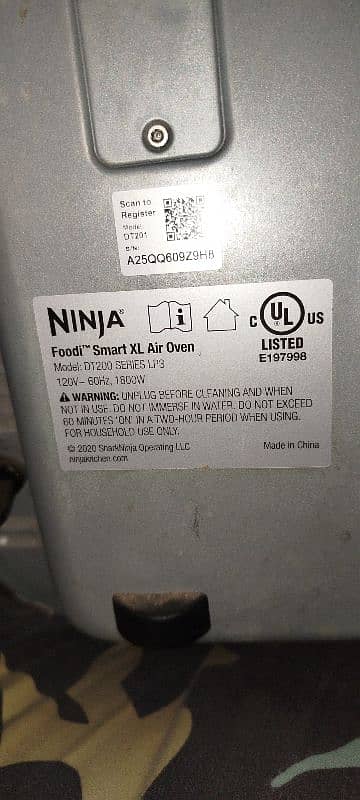 Scan to
Register
Model:
DT201
S/N:
A25QQ609Z9HB
NINJA®
i
C UL US
LISTED
E197998
Foodi™ Smart XL Air Oven
Model: DT200 SERIES LP3
120V~ 60Hz, 1800W
WARNING: UNPLUG BEFORE CLEANING AND WHEN
NOT IN USE. DO NOT IMMERSE IN WATER. DO NOT EXCEED
60 MINUTES "ON" IN A TWO-HOUR PERIOD WHEN USING.
FOR HOUSEHOLD USE ONLY.
© 2020 SharkNinja Operating LLC
ninjakitchen.com
Made in China